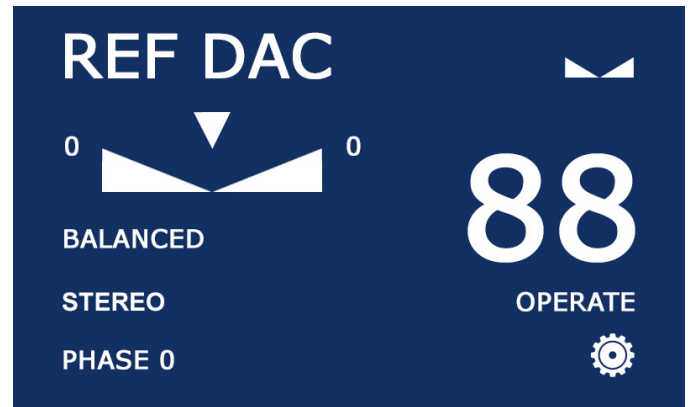 REF DAC
0 0
88
BALANCED
STEREO OPERATE
PHASE 0